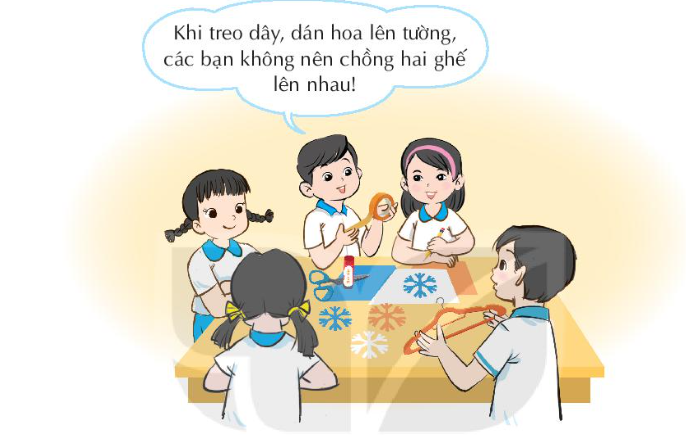 Khi treo dây, dán hoa lên tường,
các bạn không nên chồng hai ghế
lên nhau!